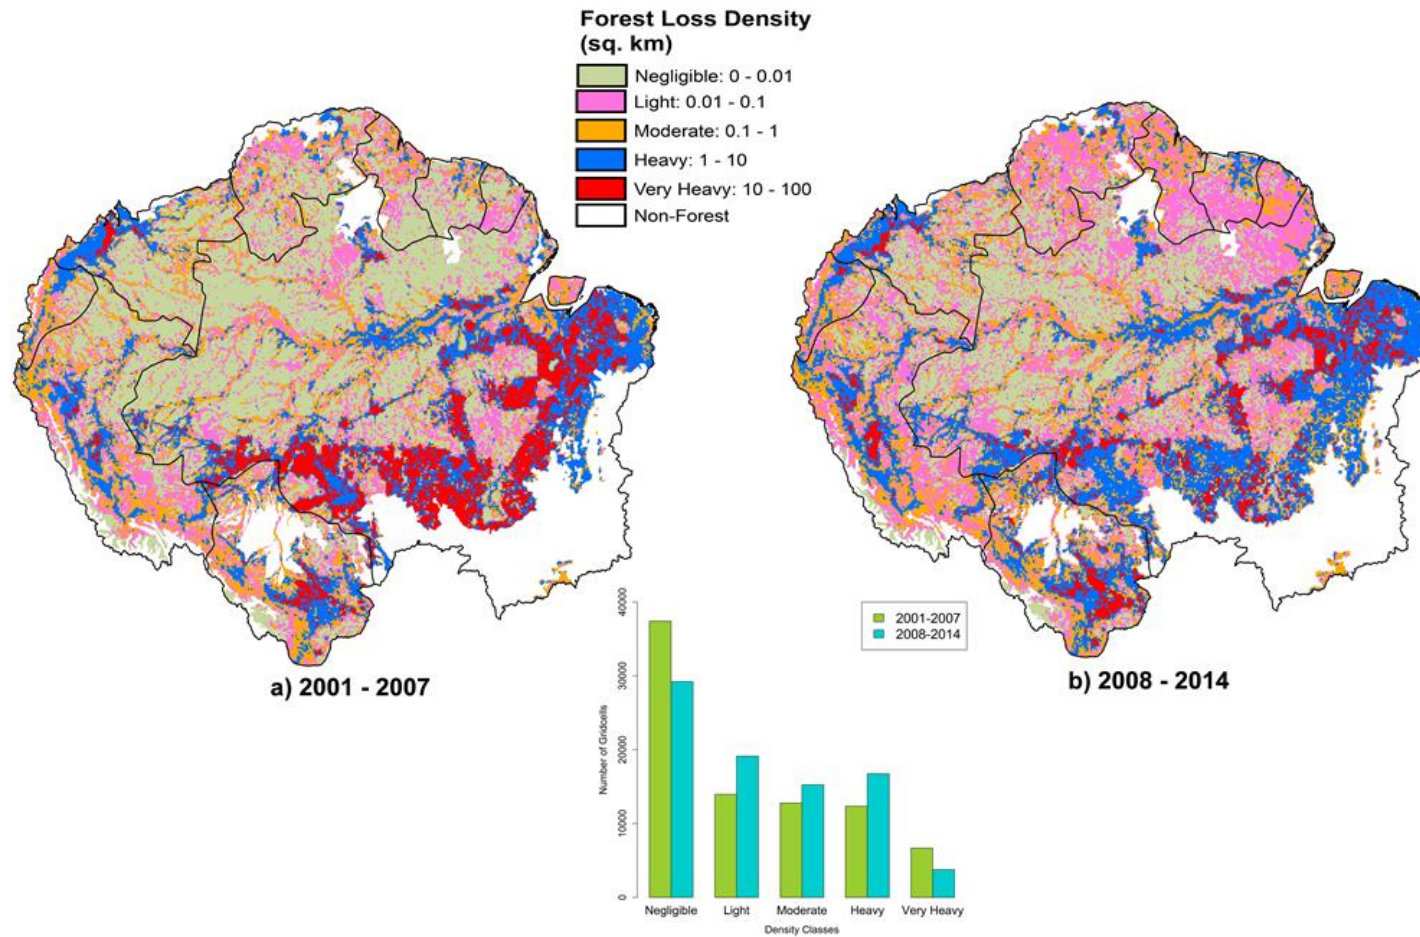 Forest Loss Density
(sq. km)
Negligible: 0 - 0.01
Light: 0.01 - 0.1
Moderate: 0.1 - 1
Heavy: 1 - 10
Very Heavy: 10 - 100
Non-Forest
a) 2001 - 2007
b) 2008 - 2014
2001-2007
2008-2014
40000
30000
20000
10000
0
Number of Gridcells
Negligible
Light
Moderate
Heavy
Very Heavy
Density Classes